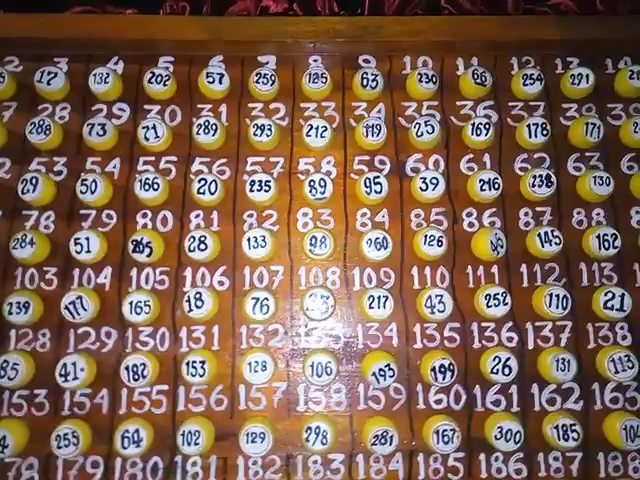 3 4 5 6 7 8 9 10 11 12 13 14
17 132 202 57 259 185 63 230 66 254 291
28 29 30 31 32 33 34 35 36 37 38
288 73 71 289 293 212 119 25 169 178 171
53 54 55 56 57 58 59 60 61 62 63
29 50 166 20 235 89 95 39 216 238 130
78 79 80 81 82 83 84 85 86 87 88
284 51 265 28 133 98 260 126 46 145 162
103 104 105 106 107 108 109 110 111 112 113
239 177 165 18 76 217 43 252 110 21
128 129 130 131 132 133 134 135 136 137 138
41 182 153 128 106 193 199 26 131 113
153 154 155 156 157 158 159 160 161 162 163
255 64 102 129 298 281 167 300 185
179 180 181 182 183 184 185 186 187 188